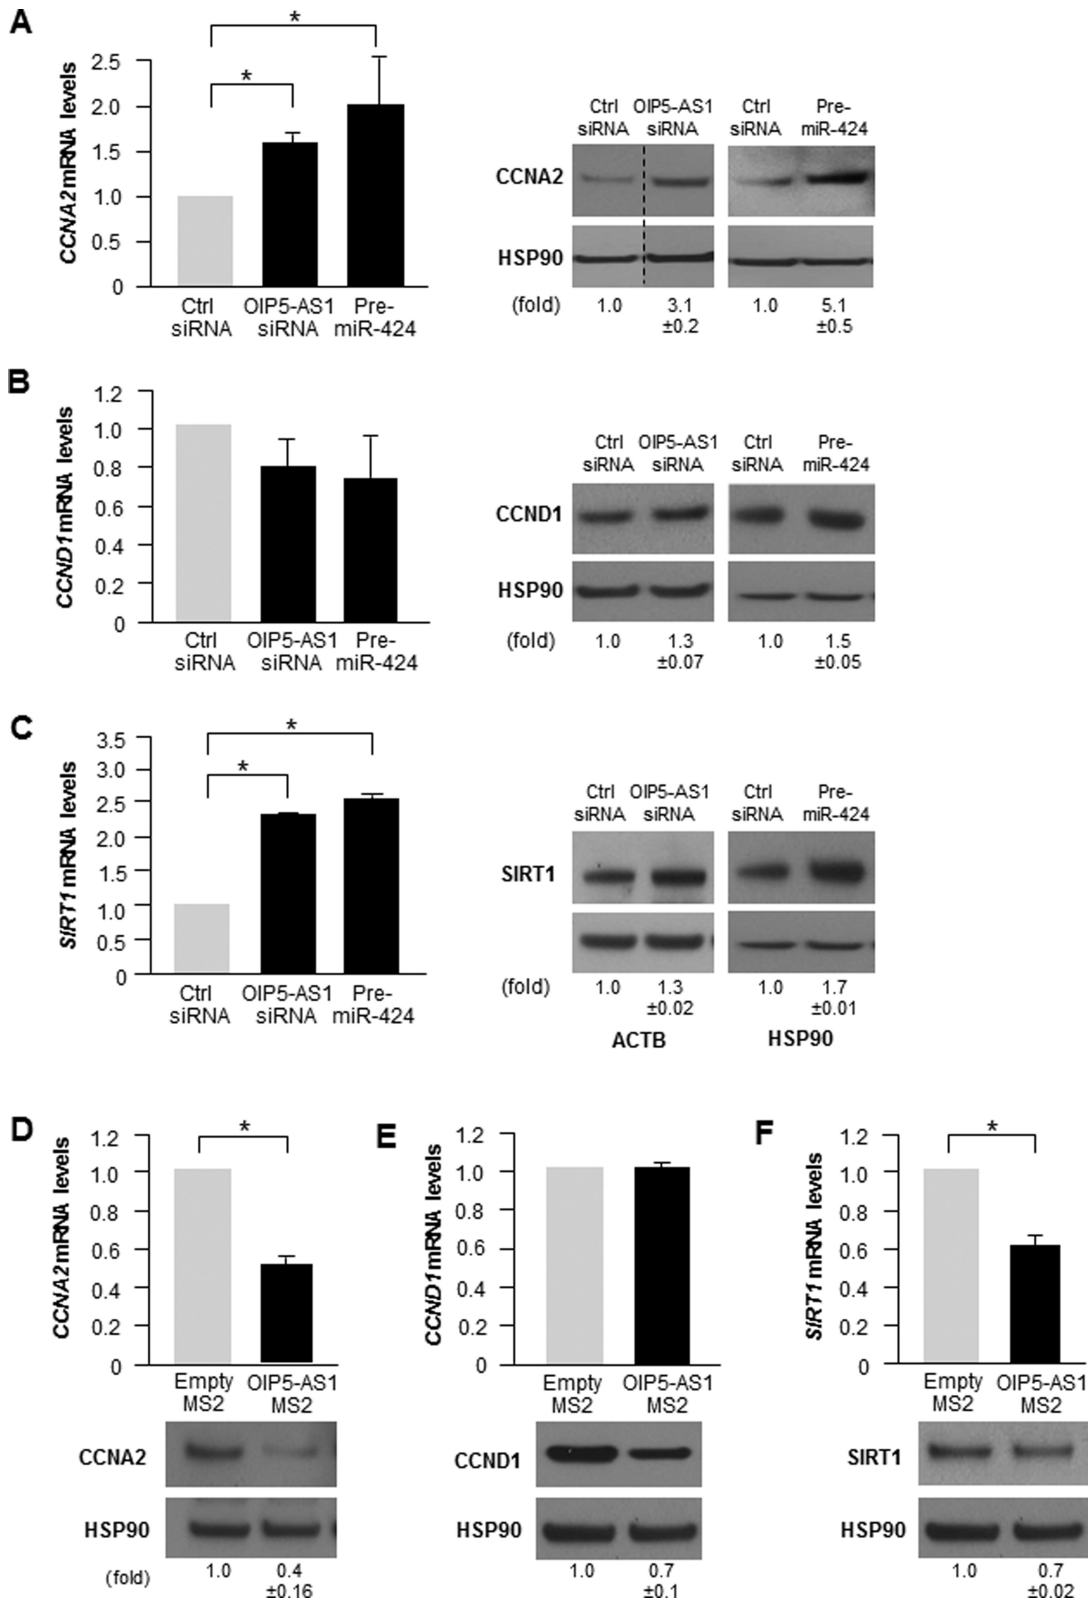 A
CCNA2 mRNA levels
2.5
2.0
1.5
1.0
0.5
0
*
*
Ctrl siRNA
OIP5-AS1 siRNA
Pre-miR-424
Ctrl siRNA
OIP5-AS1 siRNA
Ctrl siRNA
Pre-miR-424
CCNA2
HSP90
(fold) 1.0 3.1 ±0.2 1.0 5.1 ±0.5
B
CCND1 mRNA levels
1.2
1.0
0.8
0.6
0.4
0.2
0
Ctrl siRNA
OIP5-AS1 siRNA
Pre-miR-424
Ctrl siRNA
OIP5-AS1 siRNA
Ctrl siRNA
Pre-miR-424
CCND1
HSP90
(fold) 1.0 1.3 ±0.07 1.0 1.5 ±0.05
C
SIRT1 mRNA levels
3.5
3.0
2.5
2.0
1.5
1.0
0.5
0
*
*
Ctrl siRNA
OIP5-AS1 siRNA
Pre-miR-424
Ctrl siRNA
OIP5-AS1 siRNA
Ctrl siRNA
Pre-miR-424
SIRT1
(fold) 1.0 1.3 ±0.02 1.0 1.7 ±0.01
ACTB HSP90
D
CCNA2 mRNA levels
1.2
1.0
0.8
0.6
0.4
0.2
0
*
Empty MS2
OIP5-AS1 MS2
CCNA2
HSP90
(fold) 1.0 0.4 ±0.16
E
CCND1 mRNA levels
1.2
1.0
0.8
0.6
0.4
0.2
0
Empty MS2
OIP5-AS1 MS2
CCND1
HSP90
1.0 0.7 ±0.1
F
SIRT1 mRNA levels
1.2
1.0
0.8
0.6
0.4
0.2
0
*
Empty MS2
OIP5-AS1 MS2
SIRT1
HSP90
1.0 0.7 ±0.02